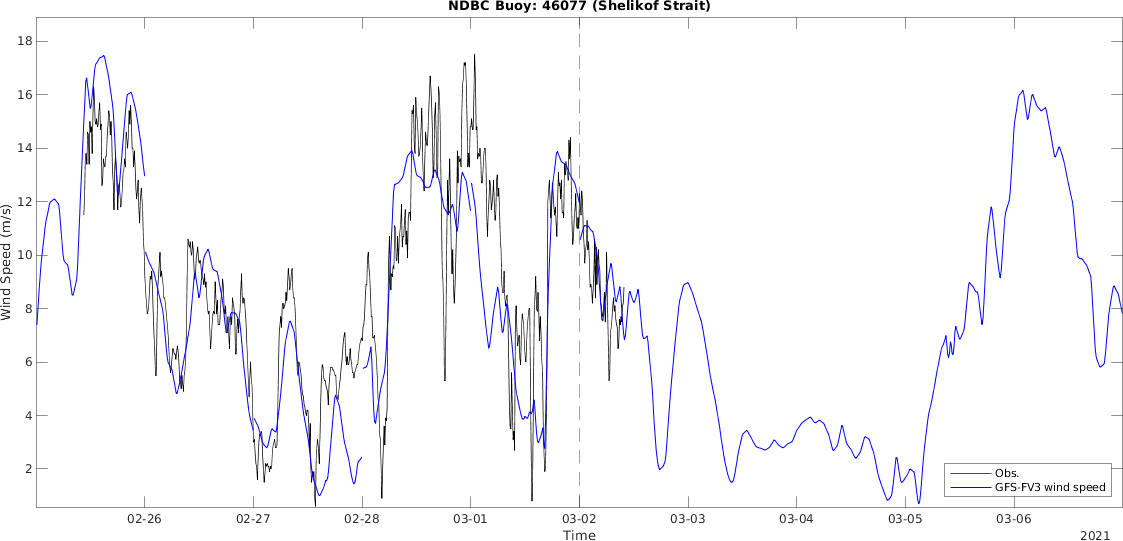 NDBC Buoy: 46077 (Shelikof Strait)
18
16
14
12
10
8
6
4
2
Wind Speed (m/s)
Obs.
GFS-FV3 wind speed
02-26 02-27 02-28 03-01 03-02 03-03 03-04 03-05 03-06
Time
2021